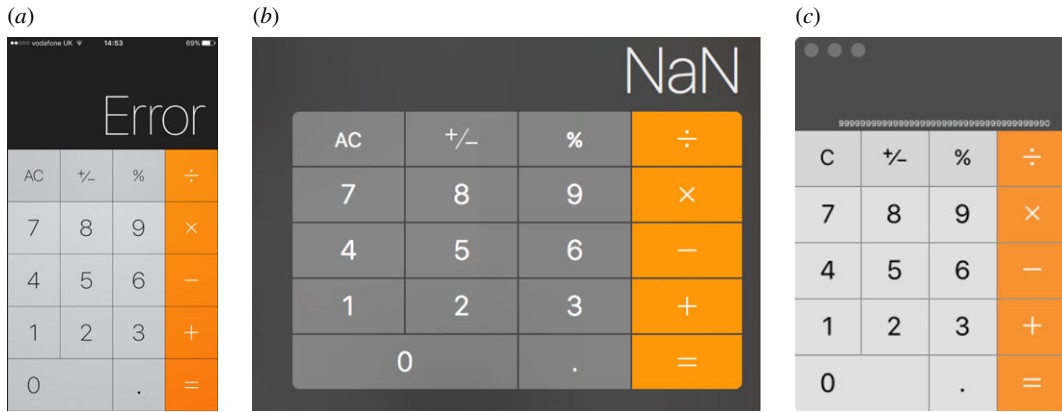 (a)
●●○○○ vodafone UK 14:53 69%
Error
AC +/− % ÷
7 8 9 ×
4 5 6 −
1 2 3 +
0 . =
(b)
NaN
AC +/− % ÷
7 8 9 ×
4 5 6 −
1 2 3 +
0 . =
(c)
C +/− % ÷
7 8 9 ×
4 5 6 −
1 2 3 +
0 . =